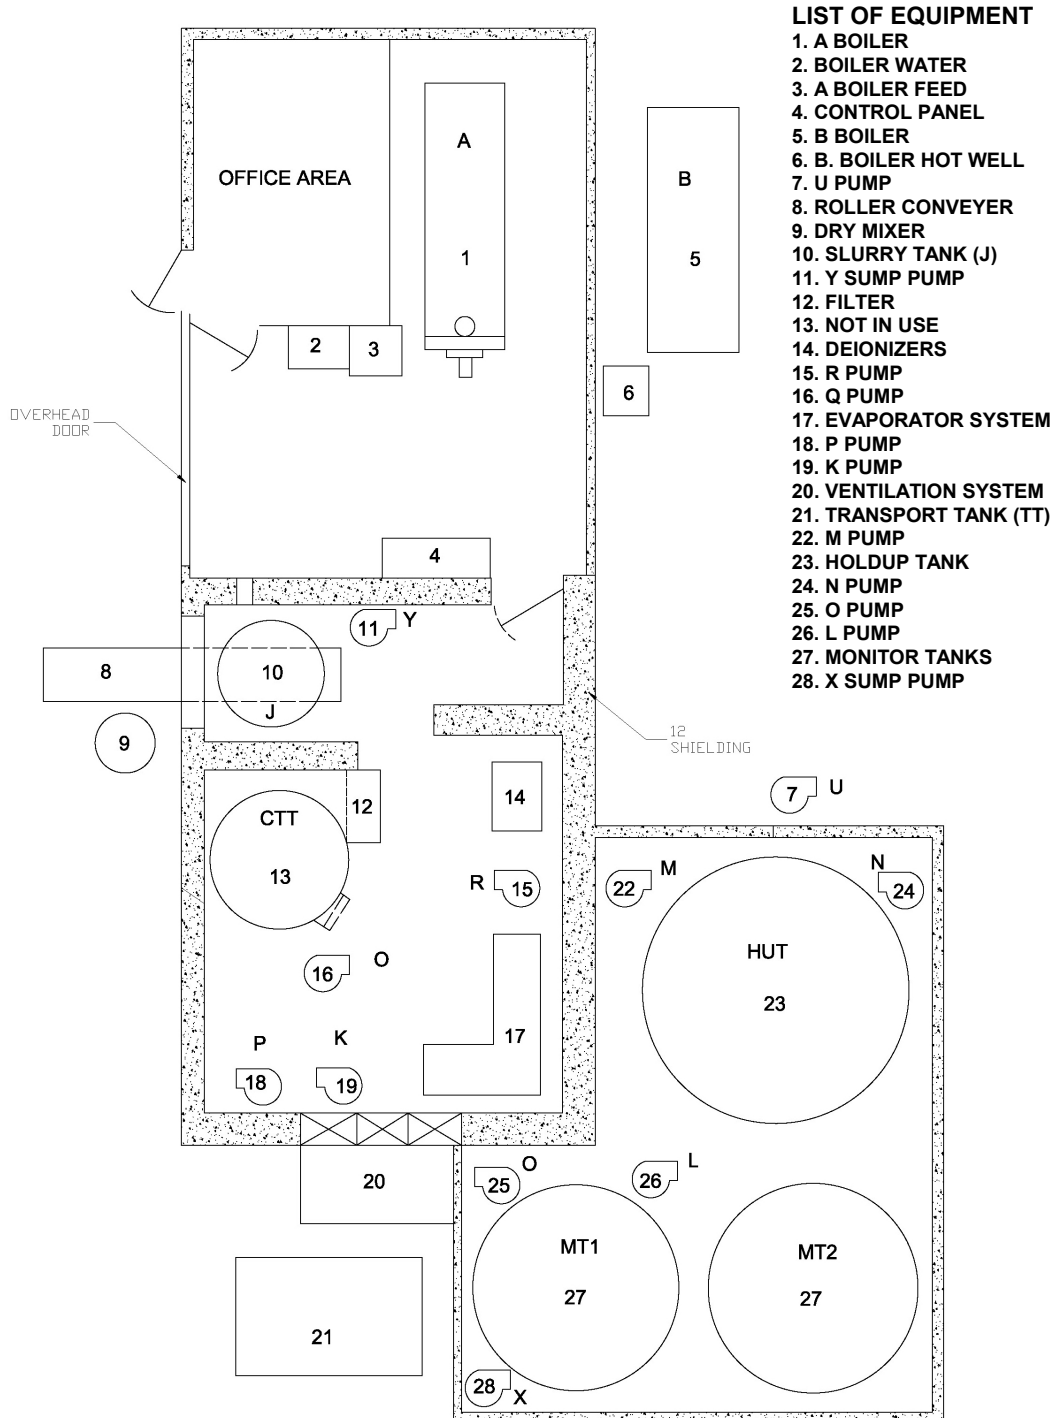 LIST OF EQUIPMENT
1. A BOILER
2. BOILER WATER
3. A BOILER FEED
4. CONTROL PANEL
5. B BOILER
6. B. BOILER HOT WELL
7. U PUMP
8. ROLLER CONVEYER
9. DRY MIXER
10. SLURRY TANK (J)
11. Y SUMP PUMP
12. FILTER
13. NOT IN USE
14. DEIONIZERS
15. R PUMP
16. Q PUMP
17. EVAPORATOR SYSTEM
18. P PUMP
19. K PUMP
20. VENTILATION SYSTEM
21. TRANSPORT TANK (TT)
22. M PUMP
23. HOLDUP TANK
24. N PUMP
25. O PUMP
26. L PUMP
27. MONITOR TANKS
28. X SUMP PUMP
A
OFFICE AREA
B
1
5
2
3
6
OVERHEAD
DOOR
4
11
Y
8
10
J
9
12
SHIELDING
7
U
CTT
12
14
13
R
15
22
M
N
24
16
O
HUT
23
17
P
K
18
19
20
25
O
26
L
MT1
27
MT2
27
21
28
X